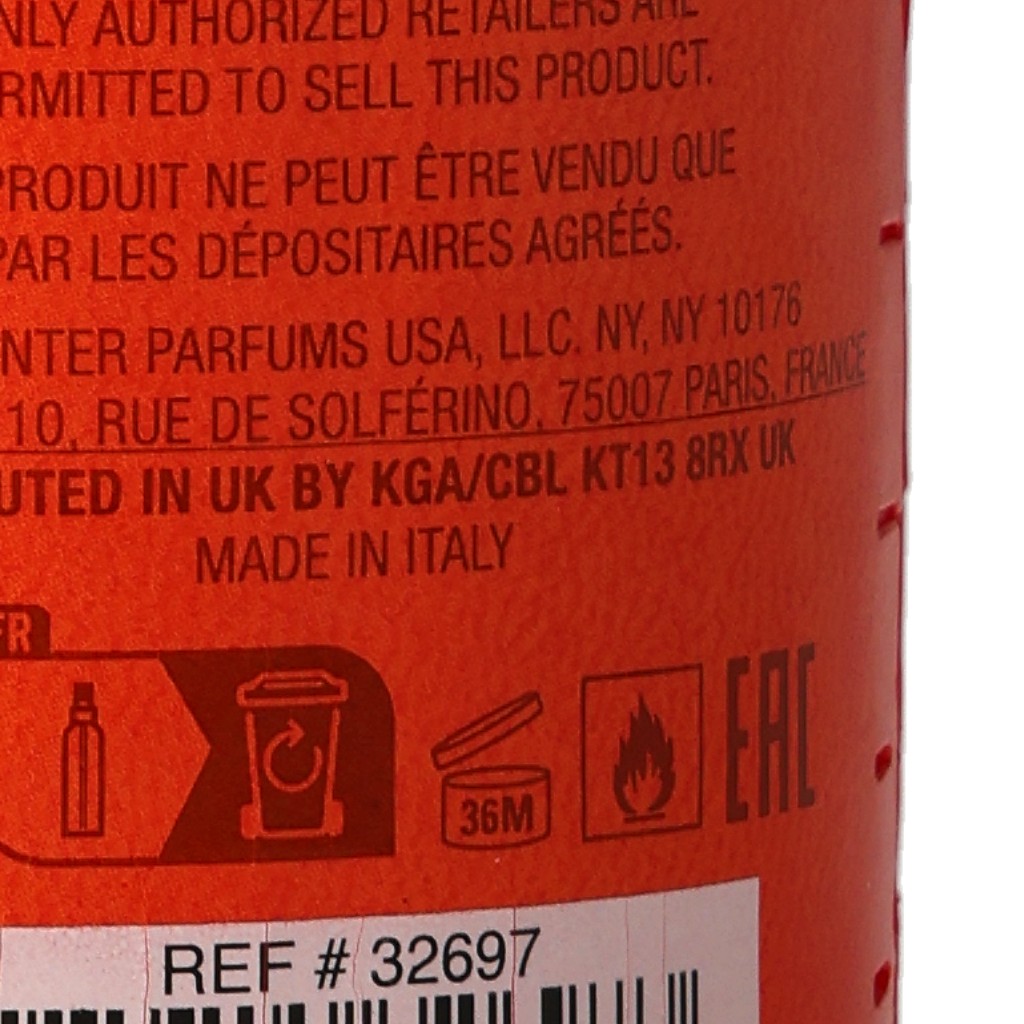 NLY AUTHORIZED RETAILERS ARE
RMITTED TO SELL THIS PRODUCT.
PRODUIT NE PEUT ÊTRE VENDU QUE
PAR LES DÉPOSITAIRES AGRÉÉS.
NTER PARFUMS USA, LLC. NY, NY 10176
10, RUE DE SOLFÉRINO, 75007 PARIS, FRANCE
UTED IN UK BY KGA/CBL KT13 8RX UK
MADE IN ITALY
FR
36M
EAC
REF # 32697